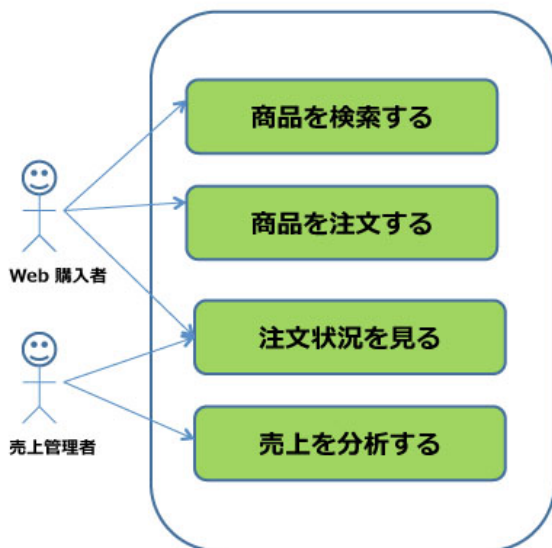 商品を検索する
商品を注文する
Web 購入者
注文状況を見る
売上管理者
売上を分析する